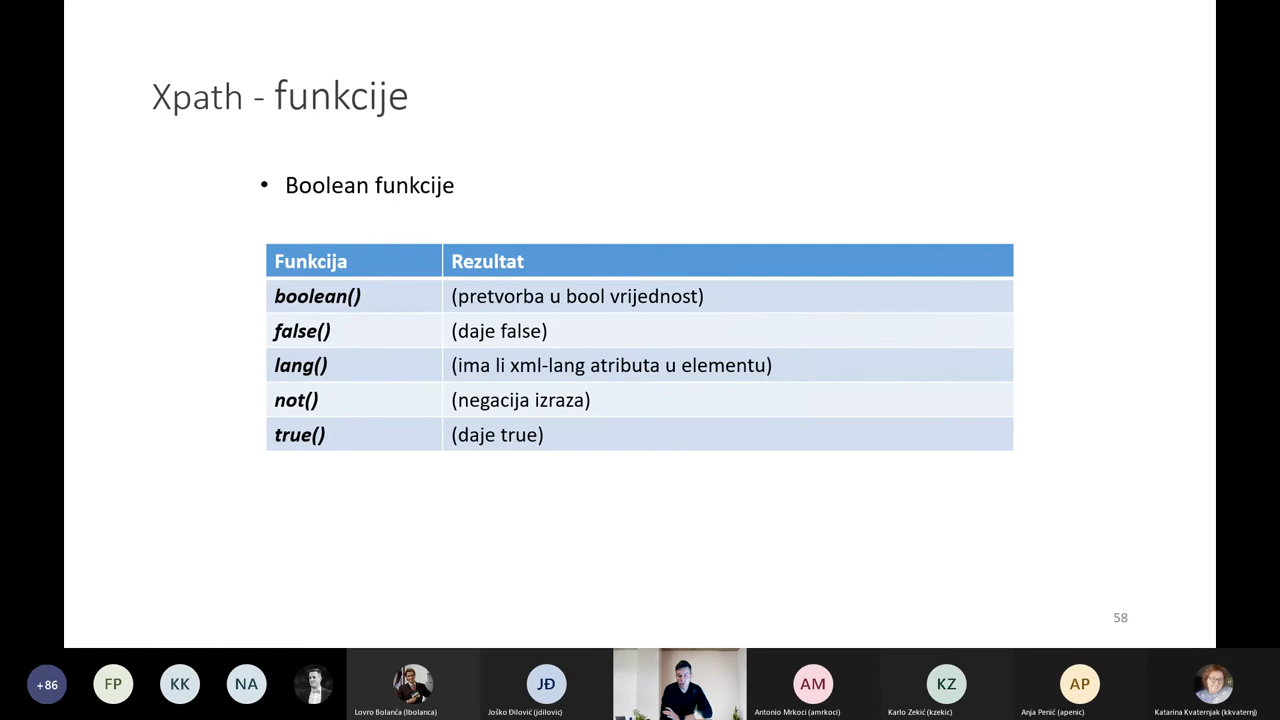 Xpath - funkcije
• Boolean funkcije
Funkcija Rezultat
boolean() (pretvorba u bool vrijednost)
false() (daje false)
lang() (ima li xml-lang atributa u elementu)
not() (negacija izraza)
true() (daje true)
58
+86 FP KK NA JĐ AM KZ AP
Lovro Bolanča (lbolanca) Joško Đilović (jdilovic) Antonio Mrkoci (amrkoci) Karlo Zekić (kzekic) Anja Penić (apenic) Katarina Kvaternjak (kkvaternj)